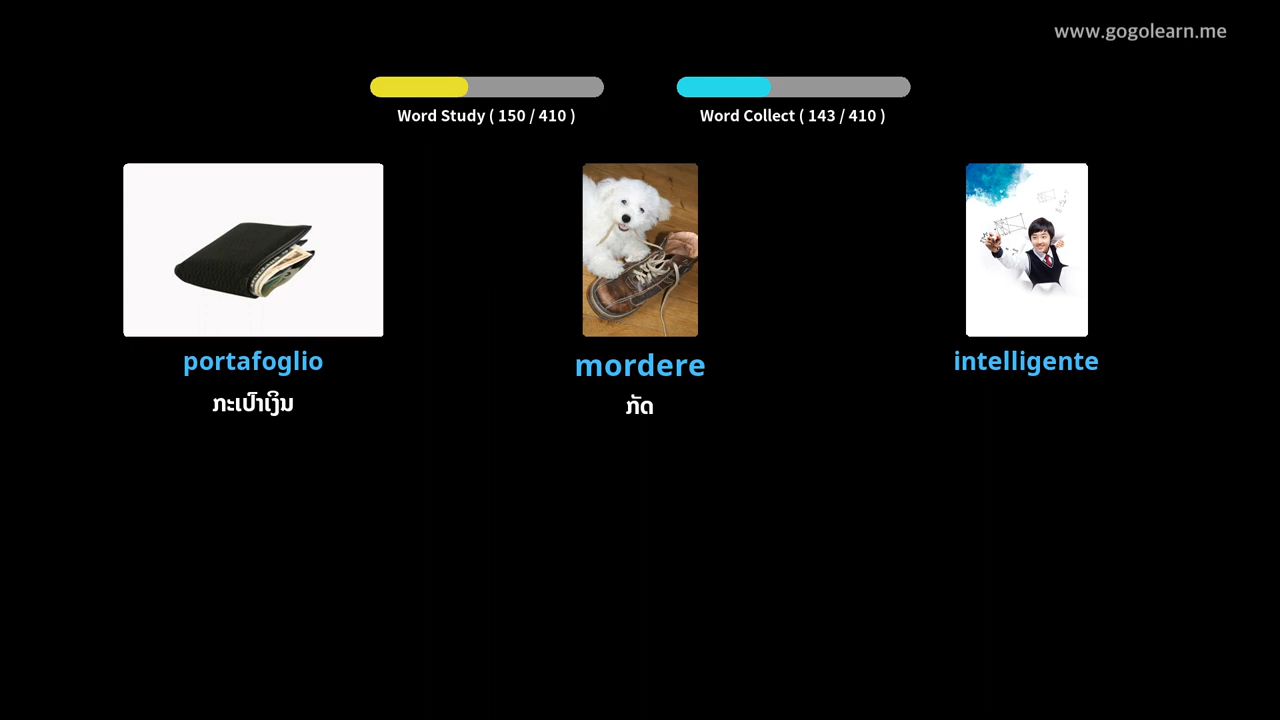 www.gogolearn.me
Word Study ( 150 / 410 )
Word Collect ( 143 / 410 )
portafoglio
ກະເປົາເງິນ
mordere
ກັດ
intelligente